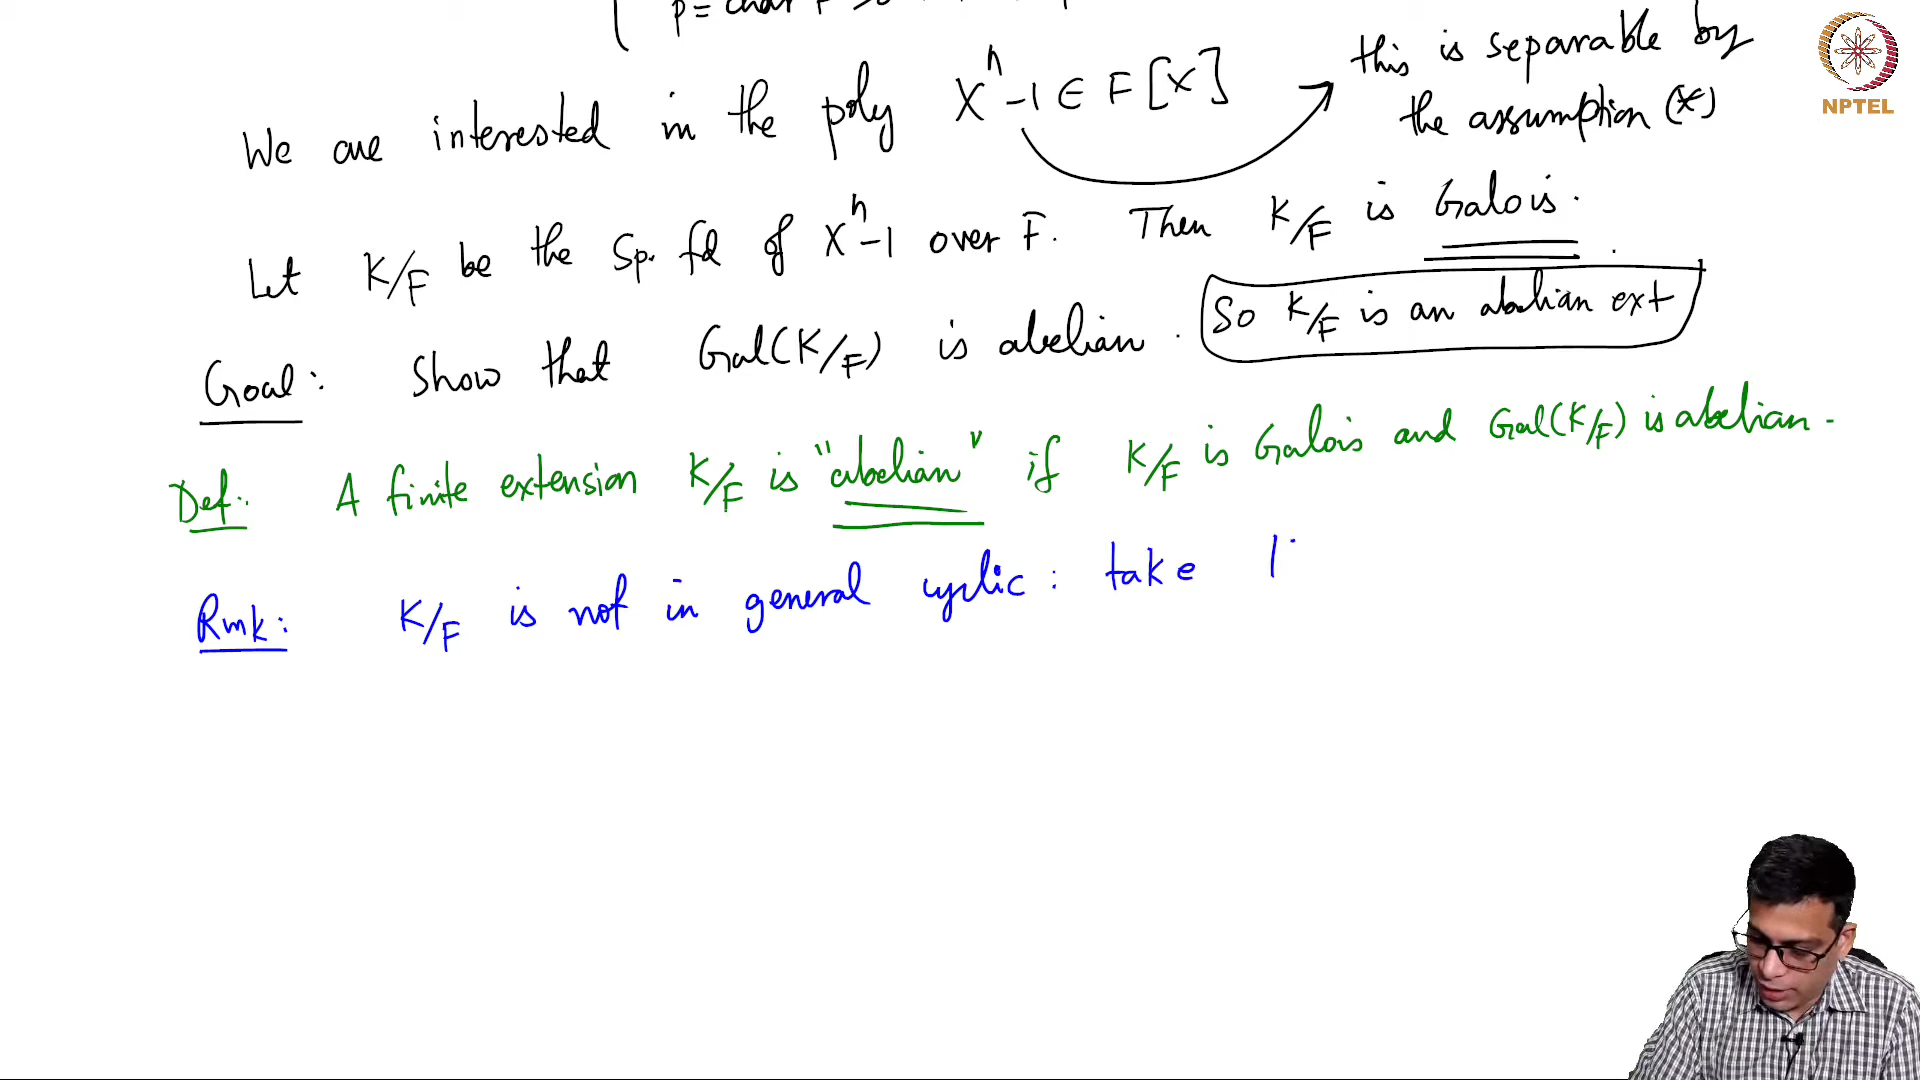 p = char F
We are interested in the poly X^n -1 ∈ F[X]
this is separable by
the assumption (*)
Let K/F be the Sp. fd of X^n-1 over F. Then K/F is Galois.
Goal: Show that Gal(K/F) is abelian. So K/F is an abelian ext
Def: A finite extension K/F is "abelian" if K/F is Galois and Gal(K/F) is abelian.
Rmk: K/F is not in general cyclic: take
NPTEL